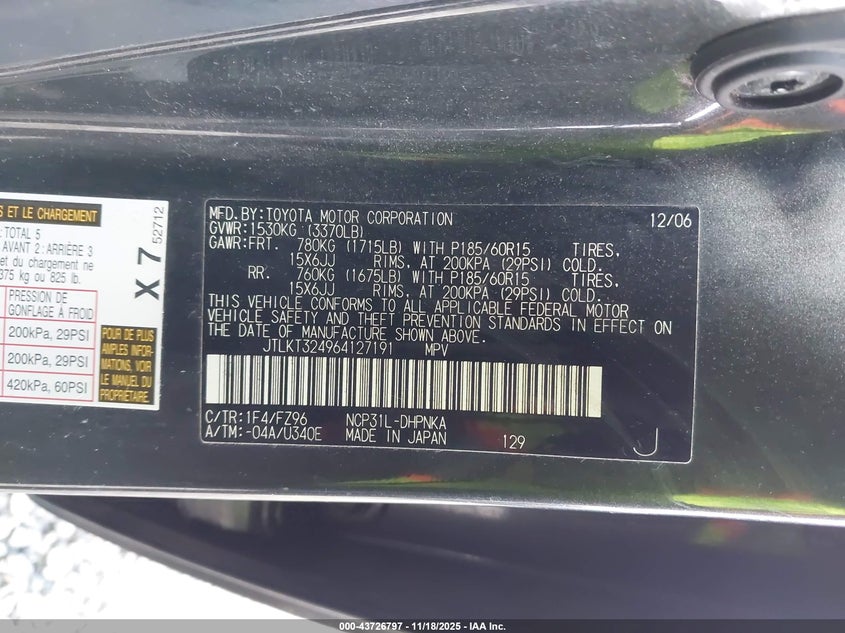 S ET LE CHARGEMENT
: TOTAL 5
AVANT 2 : ARRIÈRE 3
et du chargement ne
375 kg ou 825 lb.
PRESSION DE
GONFLAGE À FROID
200kPa, 29PSI
200kPa, 29PSI
420kPa, 60PSI
POUR DE PLUS
AMPLES INFOR-
MATIONS, VOIR
LE MANUEL DU
PROPRIÉTAIRE
X 7
52712
MFD.BY:TOYOTA MOTOR CORPORATION 12/06
GVWR:1530KG (3370LB)
GAWR:FRT. 780KG (1715LB) WITH P185/60R15 TIRES,
15X6JJ RIMS, AT 200KPA (29PSI) COLD.
RR. 760KG (1675LB) WITH P185/60R15 TIRES,
15X6JJ RIMS, AT 200KPA (29PSI) COLD.
THIS VEHICLE CONFORMS TO ALL APPLICABLE FEDERAL MOTOR
VEHICLE SAFETY AND THEFT PREVENTION STANDARDS IN EFFECT ON
THE DATE OF MANUFACTURE SHOWN ABOVE.
JTLKT324964127191 MPV
C/TR:1F4/FZ96 NCP31L-DHPNKA
A/TM:-04A/U340E MADE IN JAPAN 129 J
000-43726797 - 11/18/2025 - IAA Inc.